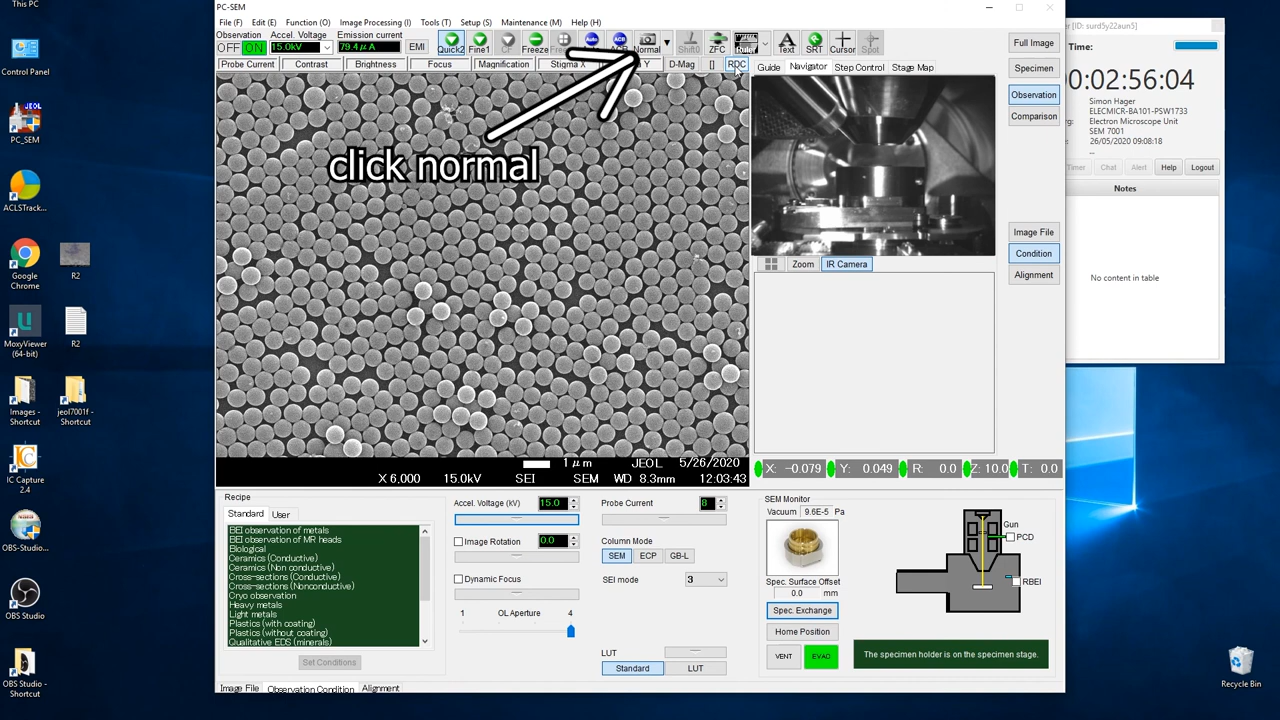 This PC
Control Panel
PC_SEM
ACLSTrack...
Google
Chrome
R2
MoxyViewer
(64-bit)
R2
Images -
Shortcut
jeol7001f -
Shortcut
IC Capture
2.4
OBS-Studio...
OBS Studio
OBS Studio -
Shortcut
PC-SEM
File (F) Edit (E) Function (O) Image Processing (I) Tools (T) Setup (S) Maintenance (M) Help (H)
Observation Accel. Voltage Emission current
OFF ON 15.0kV 79.4μA EMI Quick2 Fine1 CF Freeze Auto ACB Normal Shift0 ZFC Ruler Text SRT Cursor Spot
Probe Current Contrast Brightness Focus Magnification Stigma X Y D-Mag [] RDC
click normal
X 6,000 15.0kV SEI SEM WD 8.3mm
1μm JEOL 5/26/2020
12:03:43
Guide Navigator Step Control Stage Map
Zoom IR Camera
X: -0.079 Y: 0.049 R: 0.0 Z: 10.0 T: 0.0
Full Image
Specimen
Observation
Comparison
Image File
Condition
Alignment
[ID: surd5y22aun5]
Time:
0:02:56:04
Simon Hager
ELECMICR-BA101-PSW1733
Electron Microscope Unit
SEM 7001
26/05/2020 09:08:18
--
Timer Chat Alert Help Logout
Notes
No content in table
Recipe
Standard User
BEI observation of metals
BEI observation of MR heads
Biological
Ceramics (Conductive)
Ceramics (Non conductive)
Cross-sections (Conductive)
Cross-sections (Nonconductive)
Cryo observation
Heavy metals
Light metals
Plastics (with coating)
Plastics (without coating)
Qualitative EDS (minerals)
Set Conditions
Image File Observation Condition Alignment
Accel. Voltage (kV) 15.0
Image Rotation 0.0
Dynamic Focus
1 OL Aperture 4
Probe Current 8
Column Mode
SEM ECP GB-L
SEI mode 3
LUT
Standard LUT
SEM Monitor
Vacuum 9.6E-5 Pa
Spec. Surface Offset
0.0 mm
Spec. Exchange
Home Position
VENT EVAC
Gun
PCD
RBEI
The specimen holder is on the specimen stage.
Recycle Bin